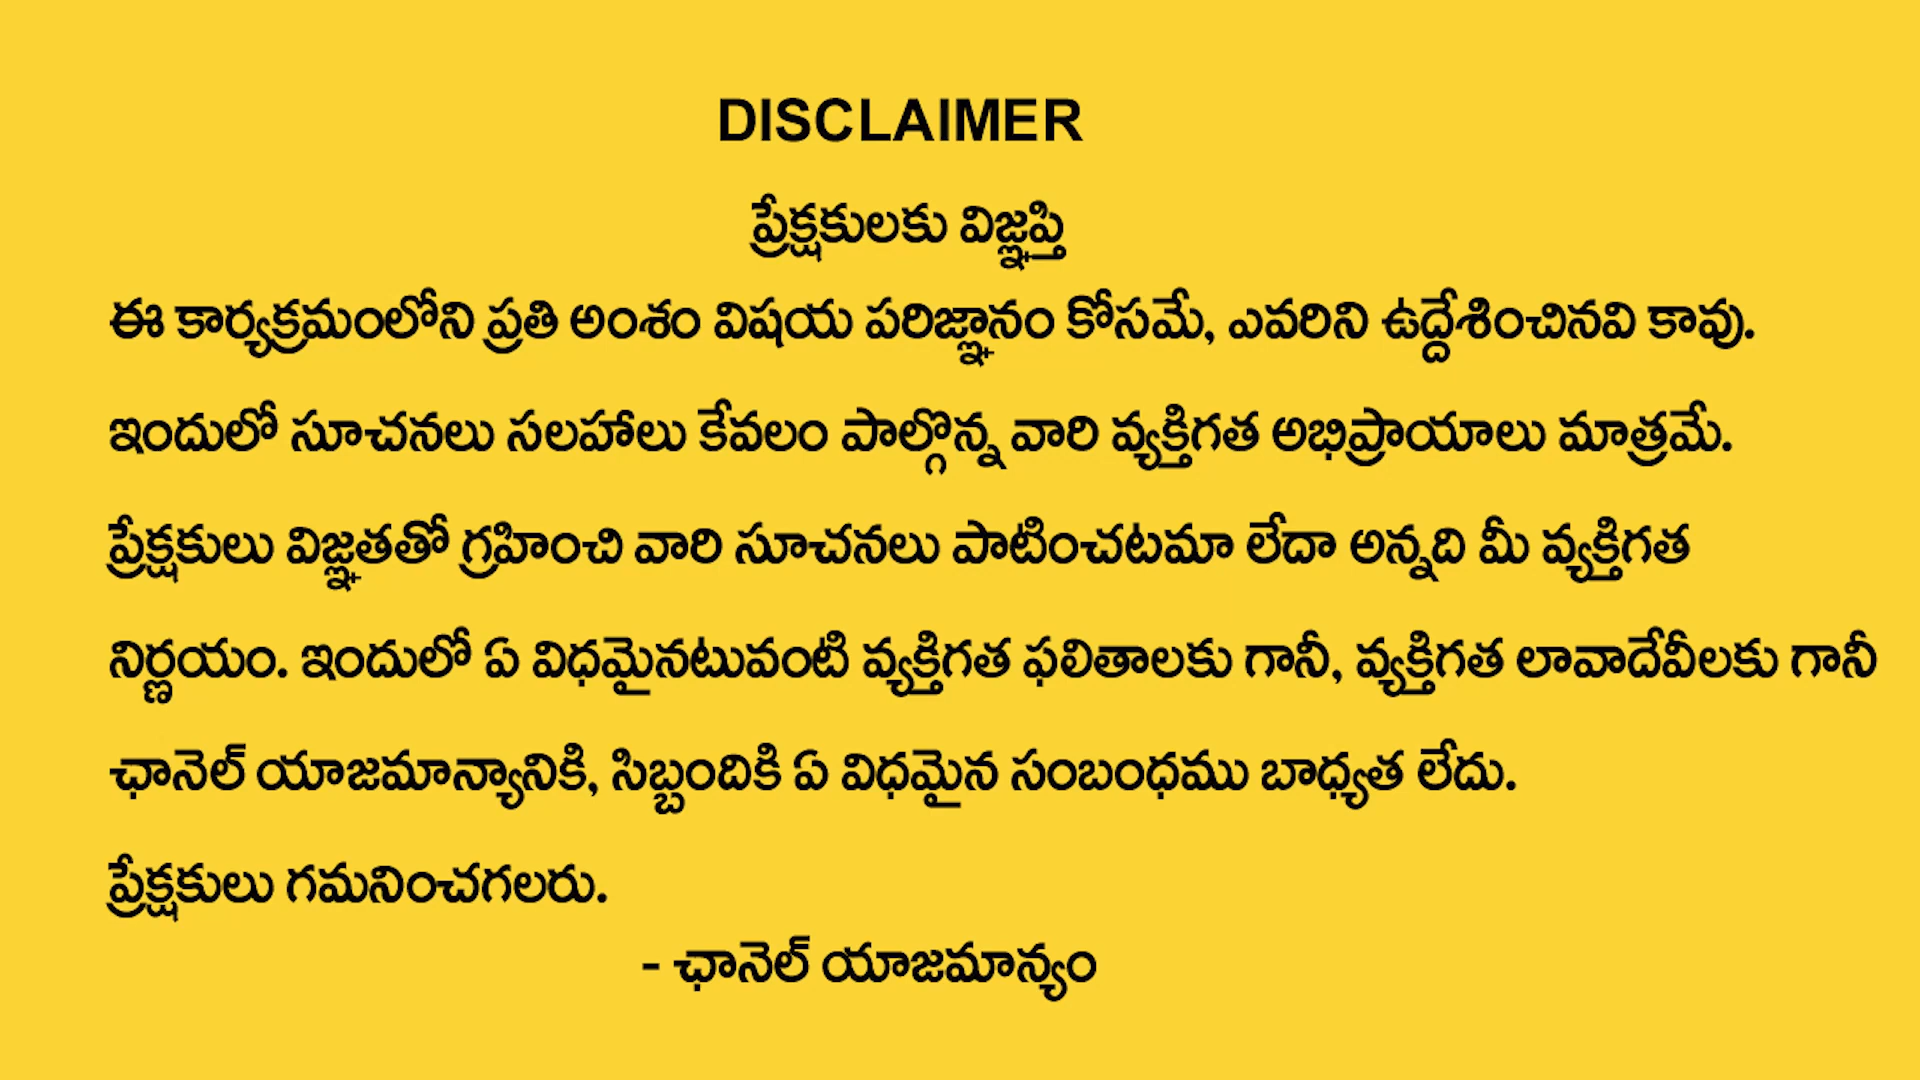 DISCLAIMER
ప్రేక్షకులకు విజ్ఞప్తి
ఈ కార్యక్రమంలోని ప్రతి అంశం విషయ పరిజ్ఞానం కోసమే, ఎవరిని ఉద్దేశించినవి కావు.
ఇందులో సూచనలు సలహాలు కేవలం పాల్గొన్న వారి వ్యక్తిగత అభిప్రాయాలు మాత్రమే.
ప్రేక్షకులు విజ్ఞతతో గ్రహించి వారి సూచనలు పాటించటమా లేదా అన్నది మీ వ్యక్తిగత
నిర్ణయం. ఇందులో ఏ విధమైనటువంటి వ్యక్తిగత ఫలితాలకు గానీ, వ్యక్తిగత లావాదేవీలకు గానీ
ఛానెల్ యాజమాన్యానికి, సిబ్బందికి ఏ విధమైన సంబంధము బాధ్యత లేదు.
ప్రేక్షకులు గమనించగలరు.
- ఛానెల్ యాజమాన్యం